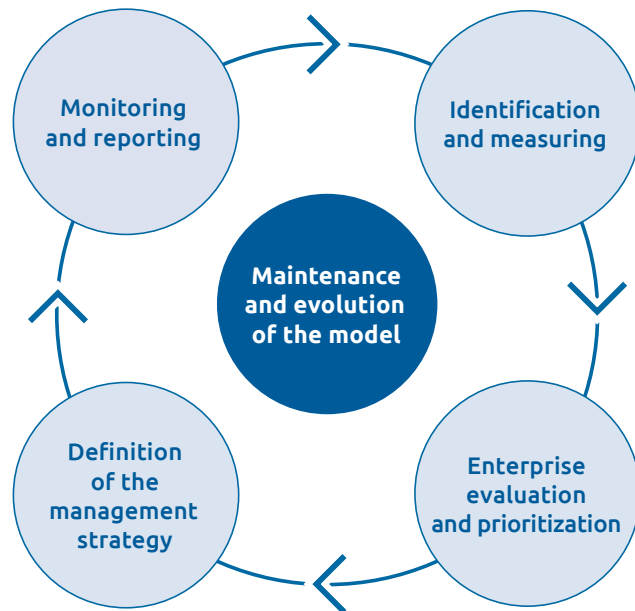 Monitoring
and reporting
Identification
and measuring
Maintenance
and evolution
of the model
Definition
of the
management
strategy
Enterprise
evaluation
and prioritization